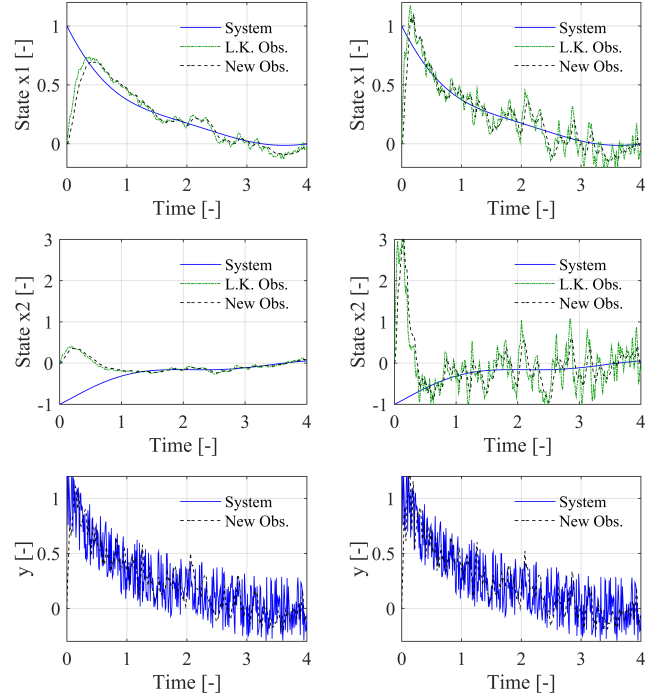 State x1 [-]
1
0.5
0
System
L.K. Obs.
New Obs.
0 1 2 3 4
Time [-]
State x1 [-]
1
0.5
0
System
L.K. Obs.
New Obs.
0 1 2 3 4
Time [-]
State x2 [-]
3
2
1
0
-1
System
L.K. Obs.
New Obs.
0 1 2 3 4
Time [-]
State x2 [-]
3
2
1
0
-1
System
L.K. Obs.
New Obs.
0 1 2 3 4
Time [-]
y [-]
1
0.5
0
System
New Obs.
0 1 2 3 4
Time [-]
y [-]
1
0.5
0
System
New Obs.
0 1 2 3 4
Time [-]